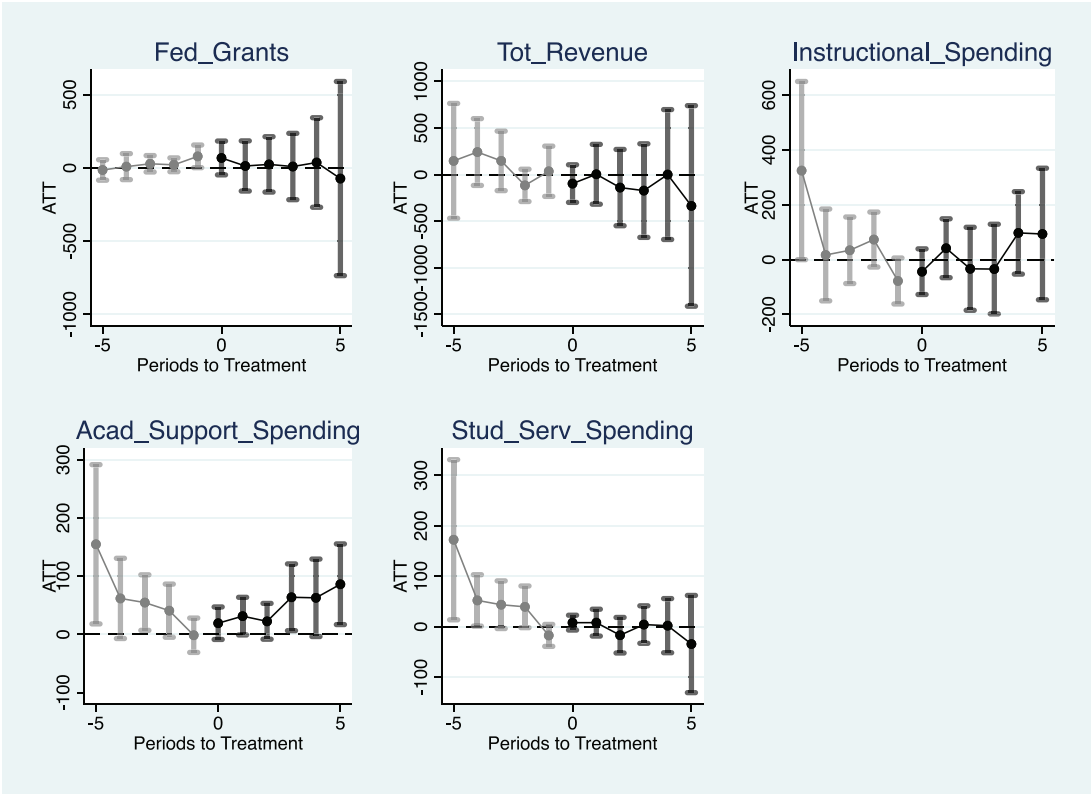 Fed_Grants
ATT
500
0
-500
-1000
-5
0
5
Periods to Treatment
Tot_Revenue
ATT
1000
500
0
-500
-1000
-1500
-5
0
5
Periods to Treatment
Instructional_Spending
ATT
600
400
200
0
-200
-5
0
5
Periods to Treatment
Acad_Support_Spending
ATT
300
200
100
0
-100
-5
0
5
Periods to Treatment
Stud_Serv_Spending
ATT
300
200
100
0
-100
-5
0
5
Periods to Treatment